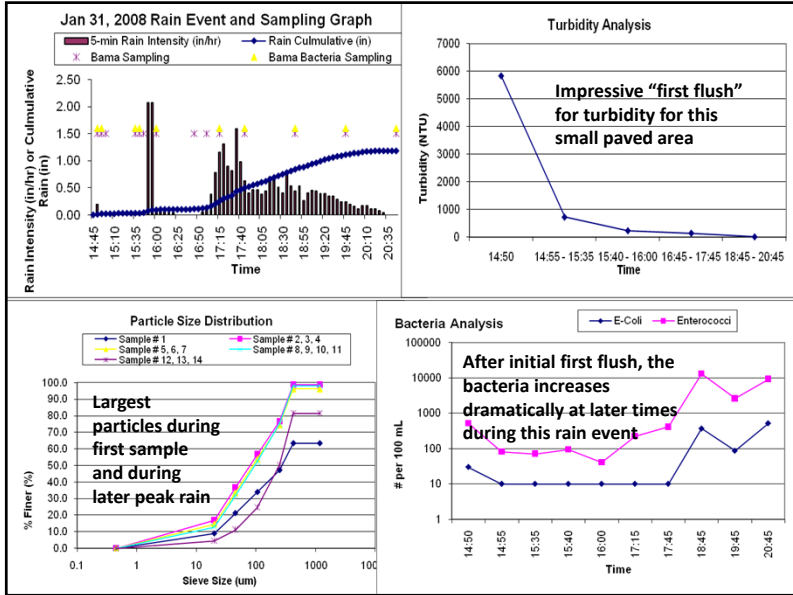 Jan 31, 2008 Rain Event and Sampling Graph
5-min Rain Intensity (in/hr) Rain Culmulative (in)
Bama Sampling Bama Bacteria Sampling
Rain Intensity (in/hr) or Culmulative
Rain (in)
2.50
2.00
1.50
1.00
0.50
0.00
14:45 15:10 15:35 16:00 16:25 16:50 17:15 17:40 18:05 18:30 18:55 19:20 19:45 20:10 20:35
Time
Turbidity Analysis
Turbidity (NTU)
7000
6000
5000
4000
3000
2000
1000
0
Impressive “first flush”
for turbidity for this
small paved area
14:50 14:55 - 15:35 15:40 - 16:00 16:45 - 17:45 18:45 - 20:45
Time
Particle Size Distribution
Sample # 1 Sample # 2, 3, 4
Sample # 5, 6, 7 Sample # 8, 9, 10, 11
Sample # 12, 13, 14
% Finer (%)
100.0
90.0
80.0
70.0
60.0
50.0
40.0
30.0
20.0
10.0
0.0
Largest
particles during
first sample
and during
later peak rain
0.1 1 10 100 1000
Sieve Size (um)
Bacteria Analysis
E-Coli Enterococci
# per 100 mL
100000
10000
1000
100
10
1
After initial first flush, the
bacteria increases
dramatically at later times
during this rain event
14:50 14:55 15:35 15:40 16:00 17:15 17:45 18:45 19:45 20:45
Time